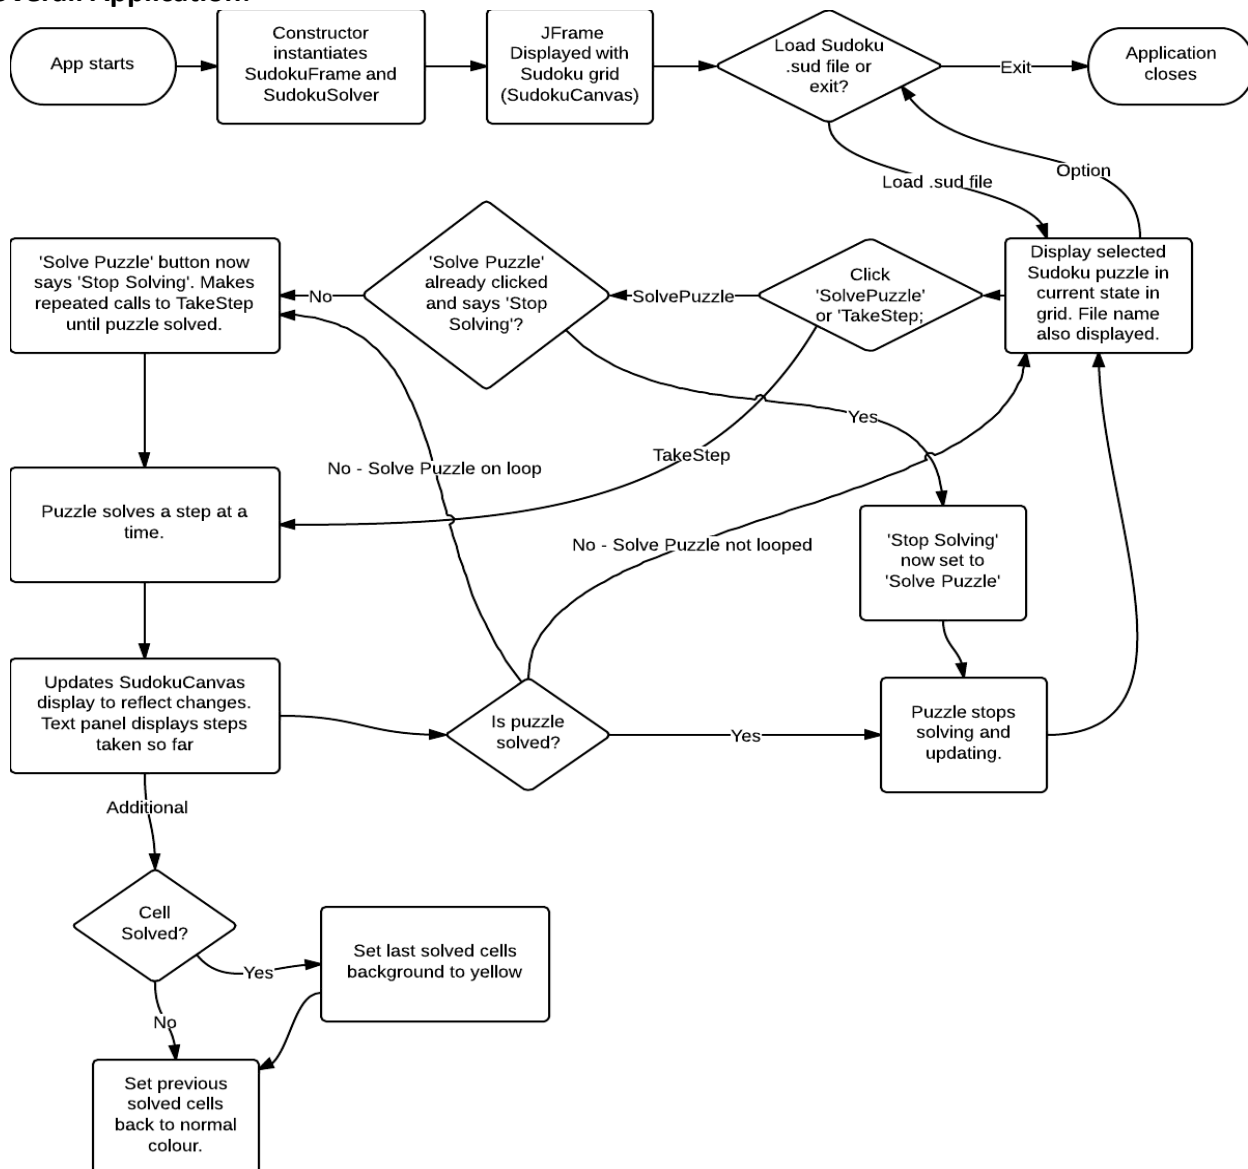 Overall Application:
App starts
Constructor
instantiates
SudokuFrame and
SudokuSolver
JFrame
Displayed with
Sudoku grid
(SudokuCanvas)
Load Sudoku
.sud file or
exit?
Exit
Application
closes
Load .sud file
Option
'Solve Puzzle' button now
says 'Stop Solving'. Makes
repeated calls to TakeStep
until puzzle solved.
No
'Solve Puzzle'
already clicked
and says 'Stop
Solving'?
SolvePuzzle
Click
'SolvePuzzle'
or 'TakeStep;
Display selected
Sudoku puzzle in
current state in
grid. File name
also displayed.
Yes
TakeStep
No - Solve Puzzle on loop
Puzzle solves a step at a
time.
No - Solve Puzzle not looped
'Stop Solving'
now set to
'Solve Puzzle'
Updates SudokuCanvas
display to reflect changes.
Text panel displays steps
taken so far
Is puzzle
solved?
Yes
Puzzle stops
solving and
updating.
Additional
Cell
Solved?
Yes
Set last solved cells
background to yellow
No
Set previous
solved cells
back to normal
colour.